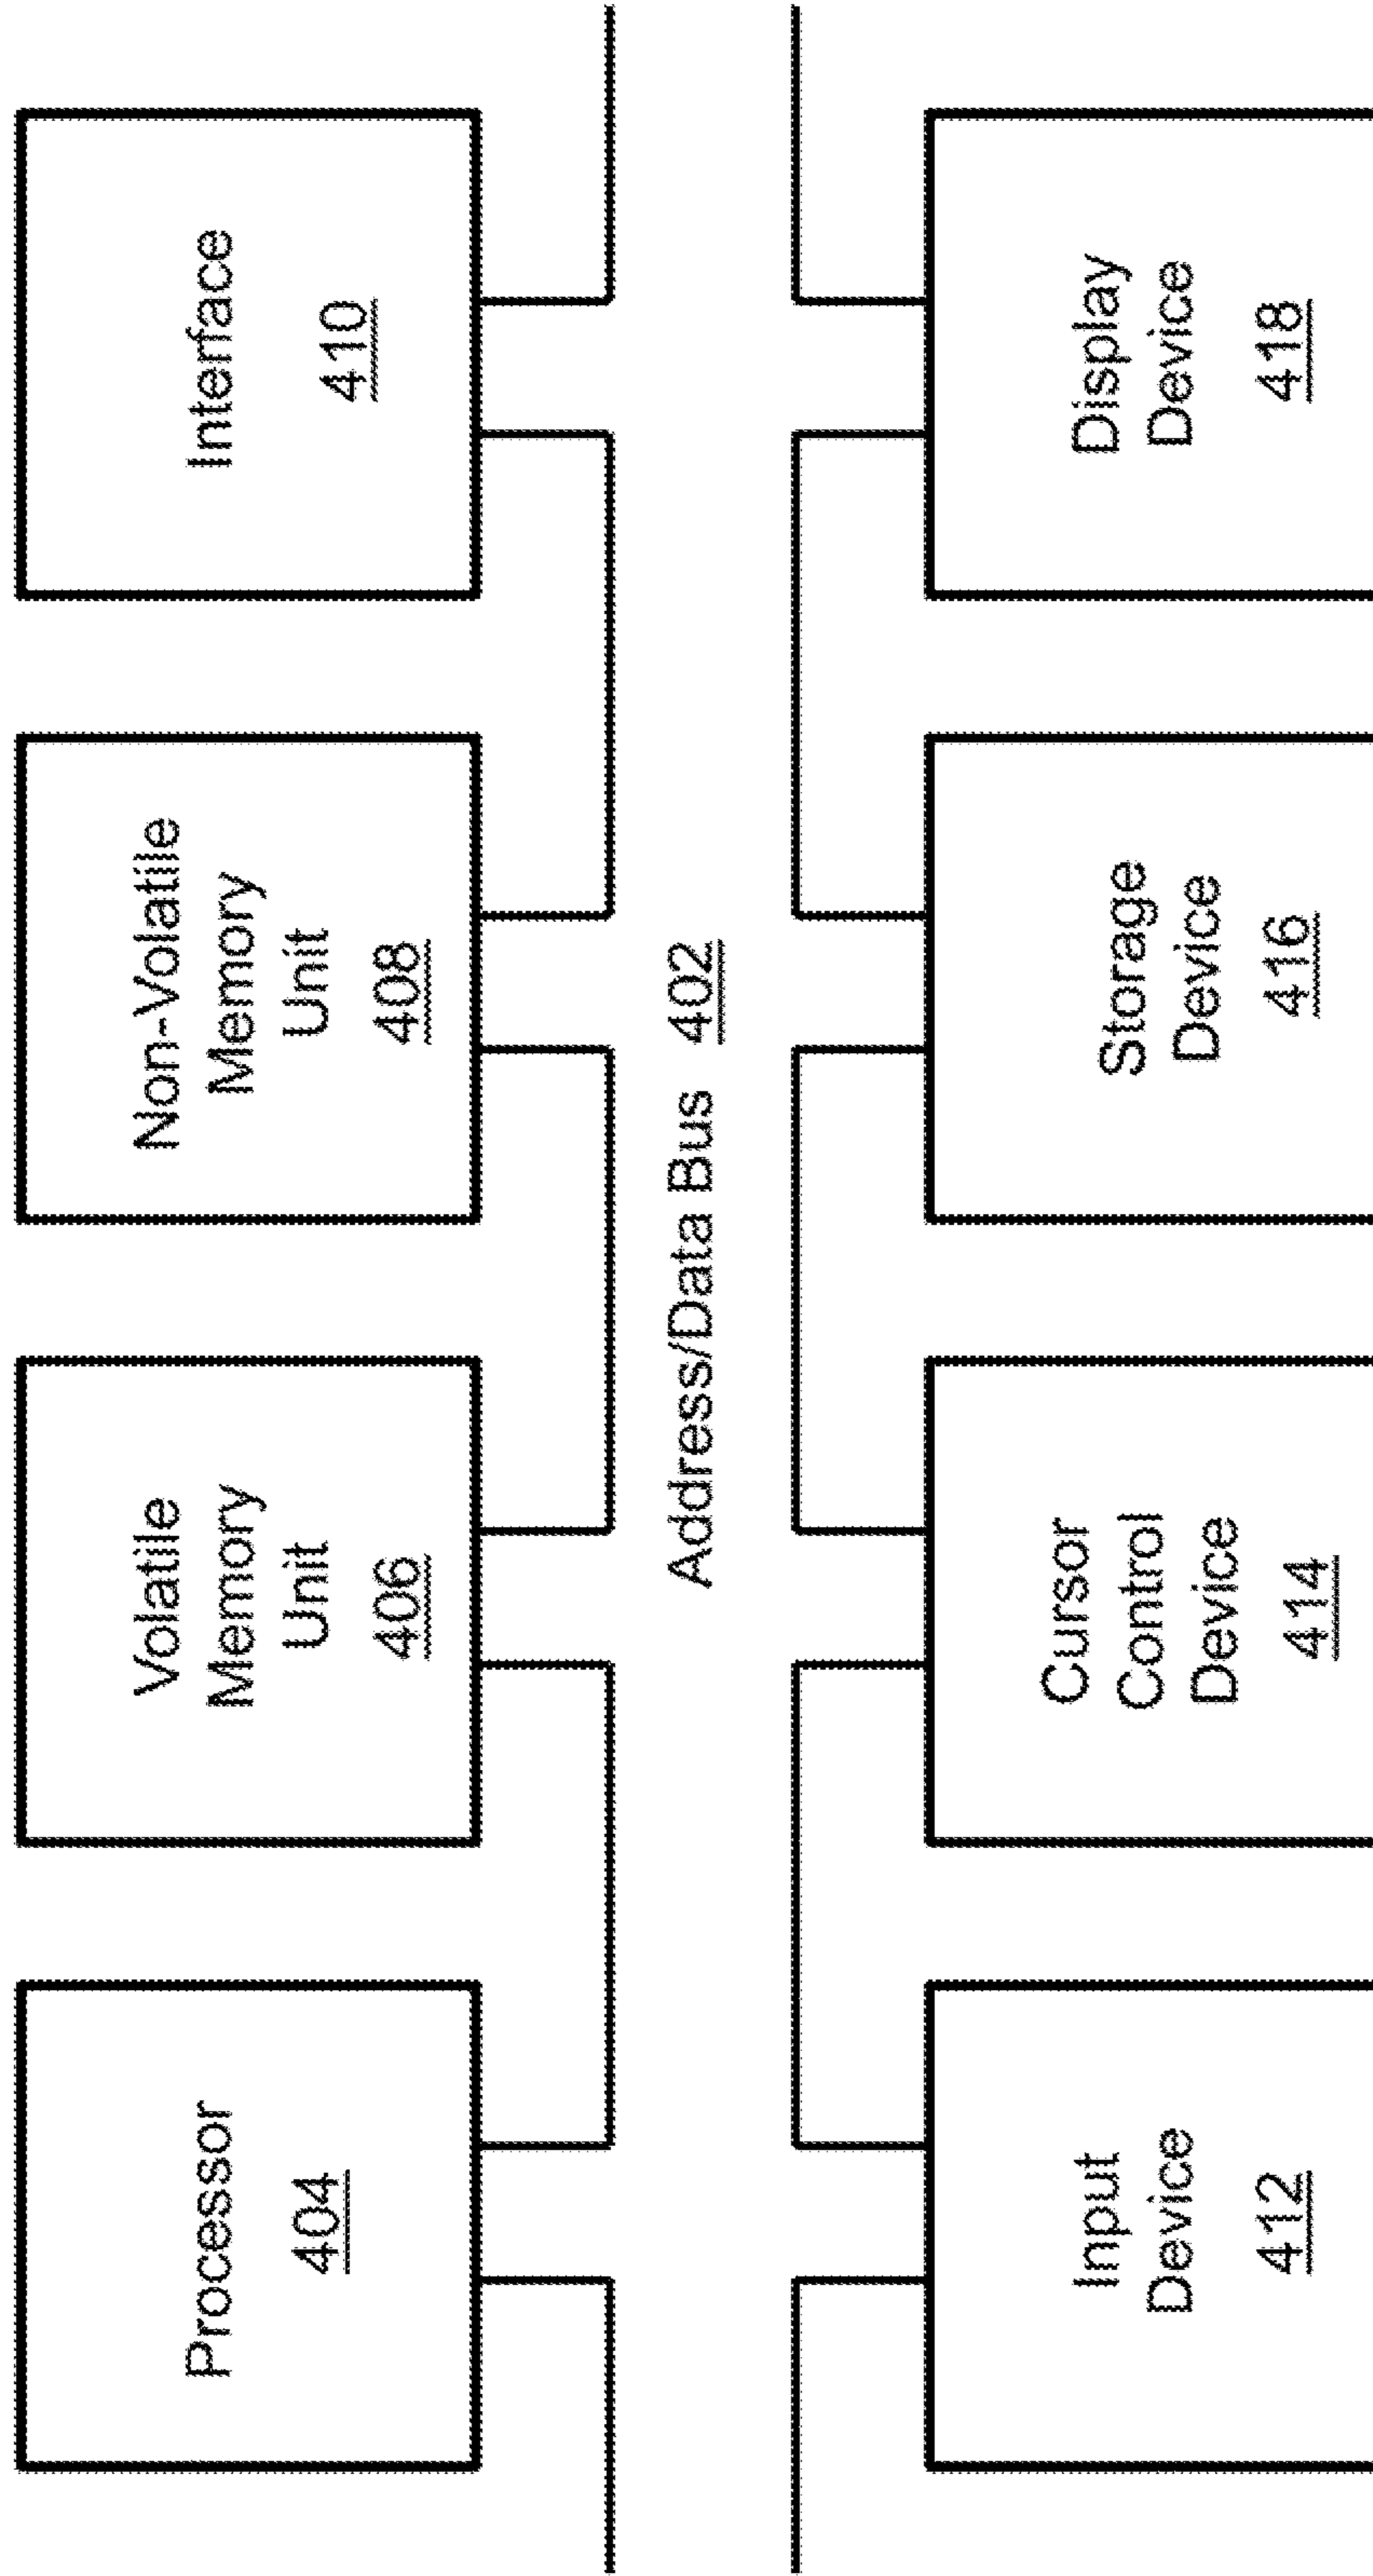 Processor
404
Volatile
Memory
Unit
406
Non-Volatile
Memory
Unit
408
Interface
410
Address/Data Bus 402
Input
Device
412
Cursor
Control
Device
414
Storage
Device
416
Display
Device
418